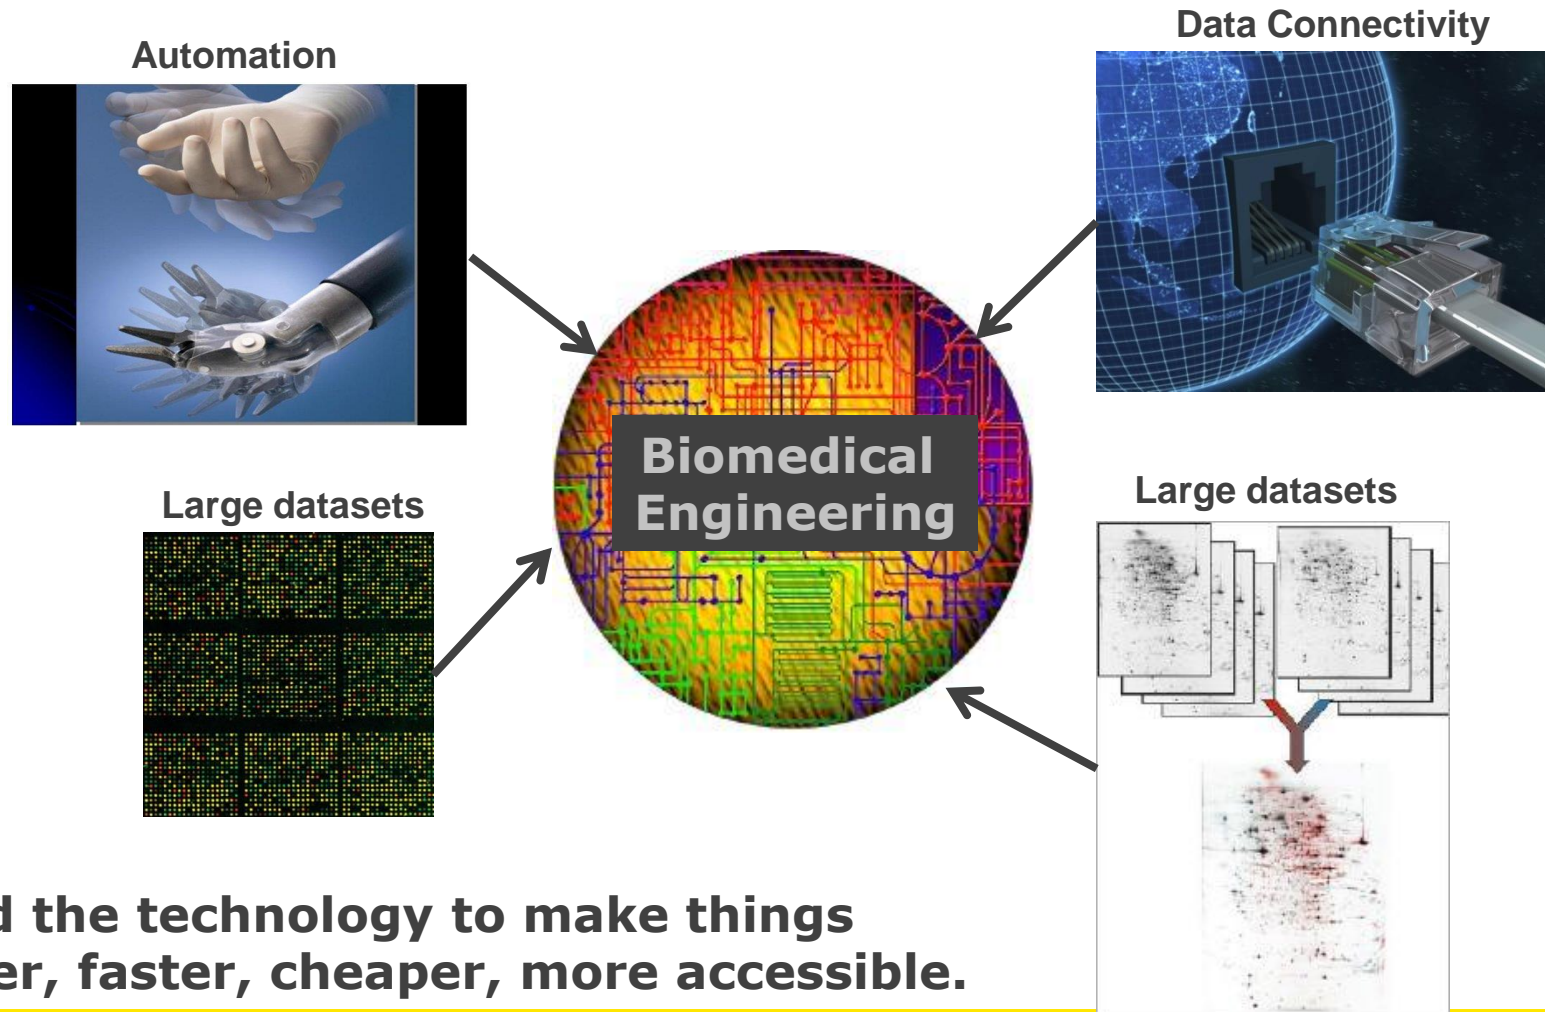 Data Connectivity
Automation
Biomedical
Engineering
Large datasets
Large datasets
d the technology to make things
er, faster, cheaper, more accessible.